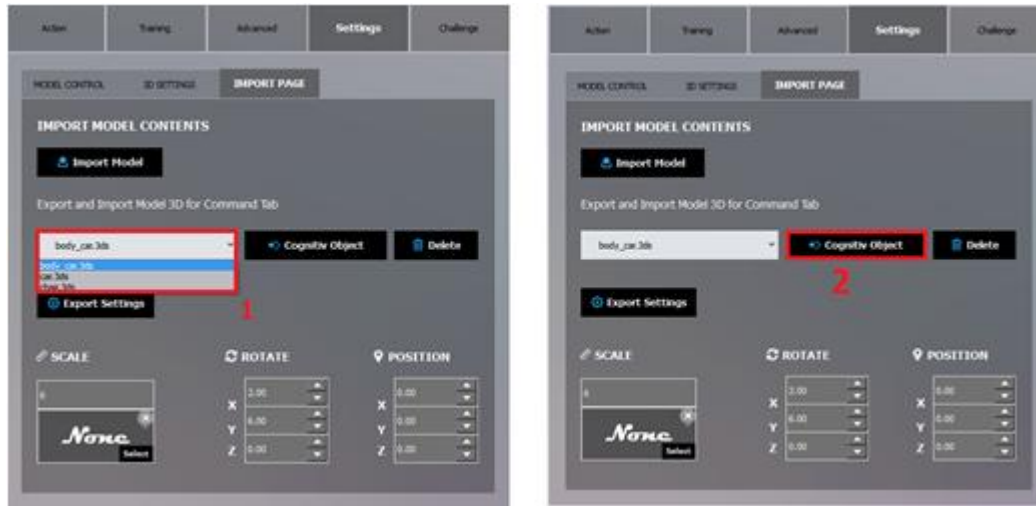 Action Training Advanced Settings Challenge
MODEL CONTROL 3D SETTINGS IMPORT PAGE
IMPORT MODEL CONTENTS
Import Model
Export and Import Model 3D for Command Tab
body_car.3ds Cognitiv Object Delete
body_car.3ds
car.3ds
Export Settings
1
SCALE ROTATE POSITION
X 2.00 X 0.00
Y 6.00 Y 0.00
Z 0.00 Z 0.00
None
Select
Action Training Advanced Settings Challenge
MODEL CONTROL 3D SETTINGS IMPORT PAGE
IMPORT MODEL CONTENTS
Import Model
Export and Import Model 3D for Command Tab
body_car.3ds Cognitiv Object Delete
2
Export Settings
SCALE ROTATE POSITION
X 2.00 X 0.00
Y 6.00 Y 0.00
Z 0.00 Z 0.00
None
Select